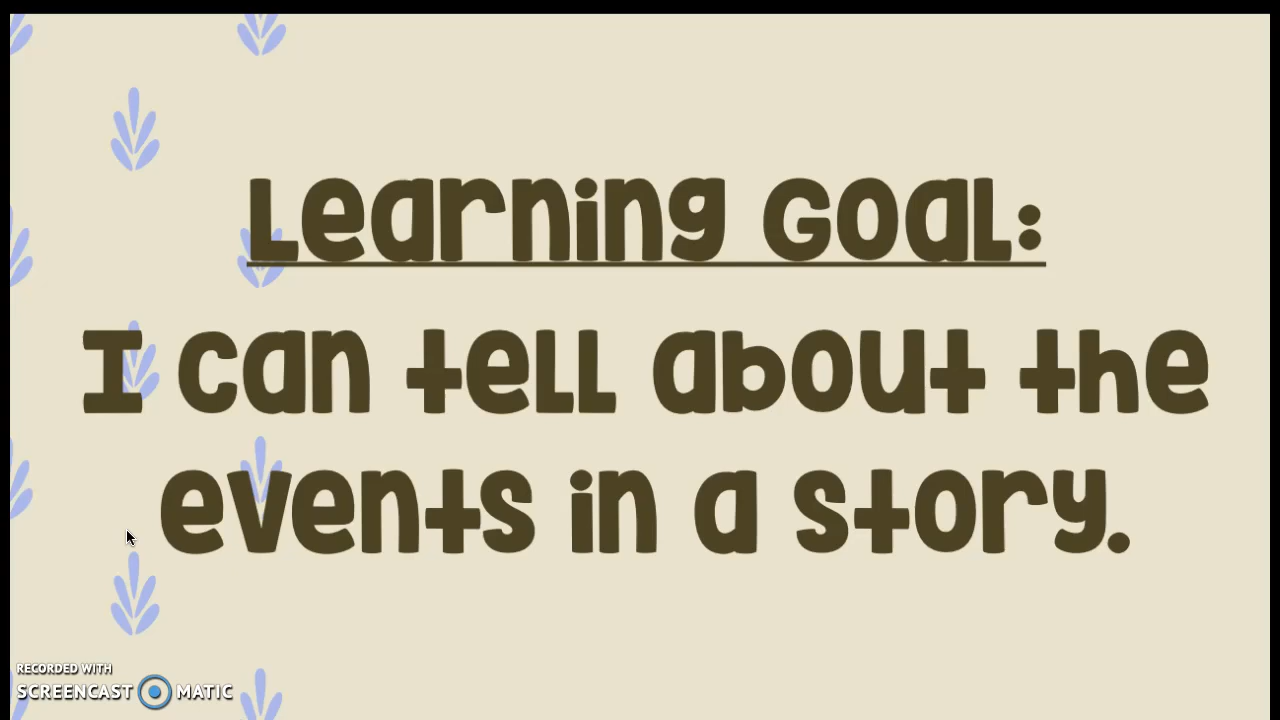 Learning Goal:
I can tell about the
events in a story.
RECORDED WITH
SCREENCAST MATIC